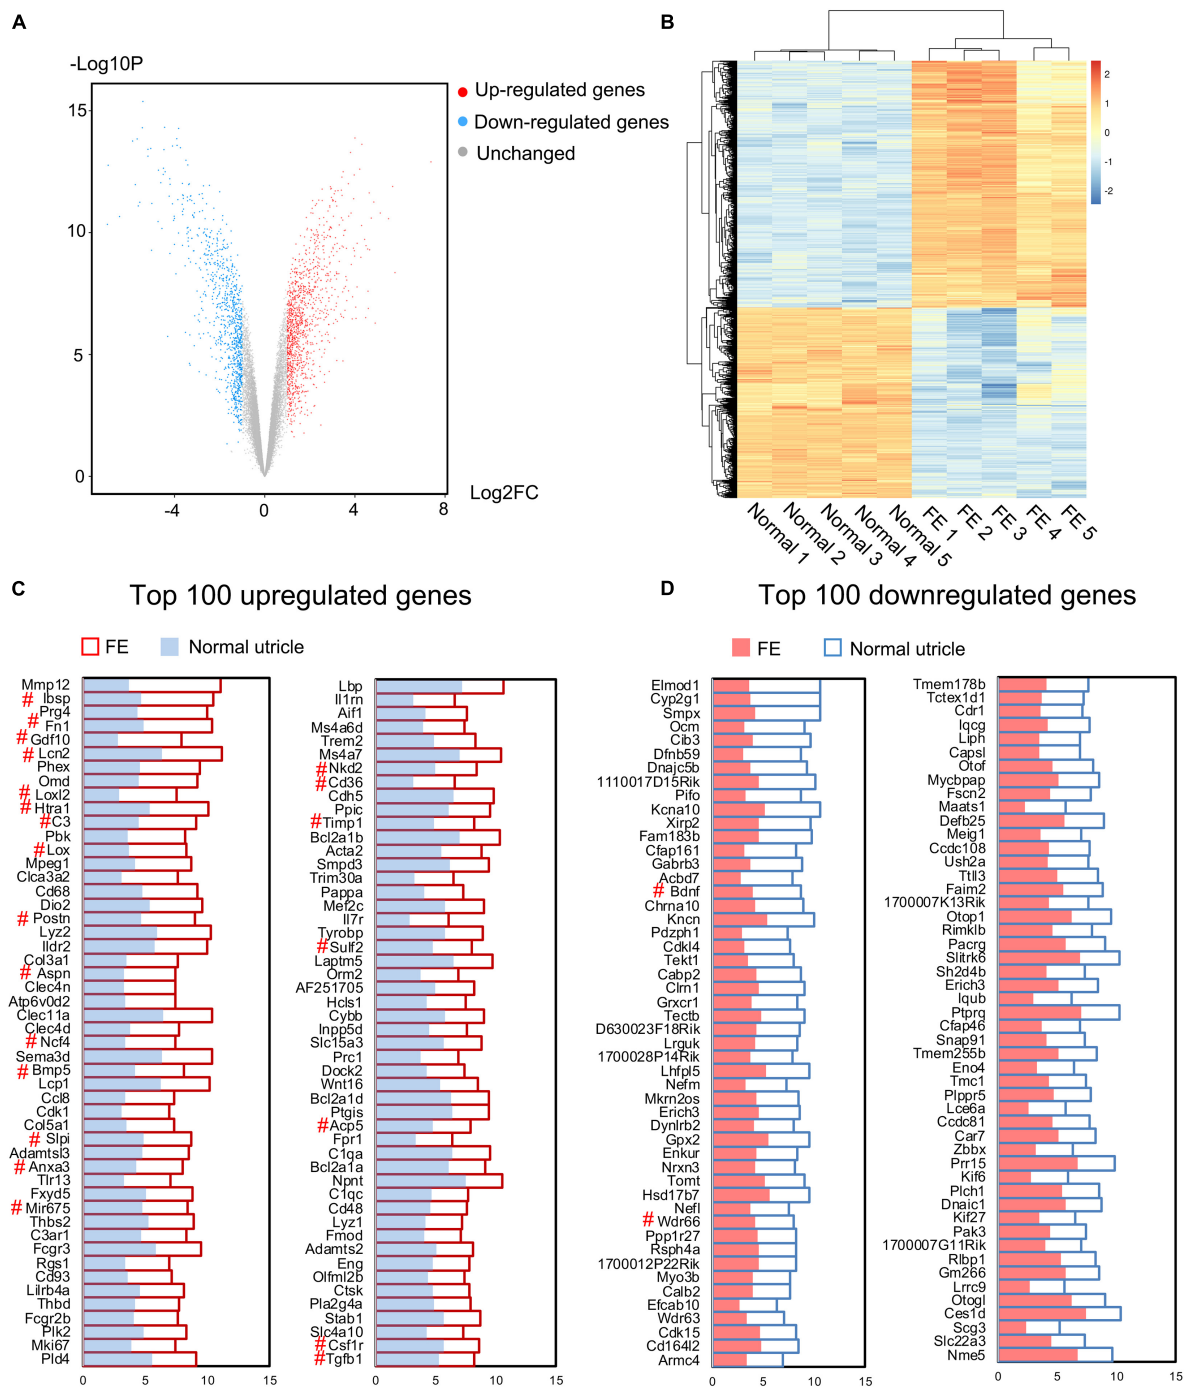 A
-Log10P
15
10
5
0
-4
0
4
8
Log2FC
Up-regulated genes
Down-regulated genes
Unchanged
B
2
1
0
-1
-2
Normal 1
Normal 2
Normal 3
Normal 4
Normal 5
FE 1
FE 2
FE 3
FE 4
FE 5
C
Top 100 upregulated genes
FE
Normal utricle
Mmp12
# Ibsp
Prg4
# Fn1
# Gdf10
# Lcn2
Phex
Omd
# Loxl2
# Htra1
# C3
Pbk
# Lox
Mpeg1
Clca3a2
Cd68
Dio2
# Postn
Lyz2
Ildr2
Col3a1
# Aspn
Clec4n
Atp6v0d2
Clec11a
Clec4d
# Ncf4
Sema3d
# Bmp5
Lcp1
Ccl8
Cdk1
Col5a1
# Slpi
Adamtsl3
# Anxa3
Tlr13
Fxyd5
# Mir675
Thbs2
C3ar1
Fcgr3
Rgs1
Cd93
Lilrb4a
Thbd
Fcgr2b
Plk2
Mki67
Pld4
0
5
10
15
Lbp
Il1rn
Aif1
Ms4a6d
Trem2
Ms4a7
# Nkd2
# Cd36
Cdh5
Ppic
# Timp1
Bcl2a1b
Acta2
Smpd3
Trim30a
Pappa
Mef2c
Il7r
Tyrobp
# Sulf2
Laptm5
Orm2
AF251705
Hcls1
Cybb
Inpp5d
Slc15a3
Prc1
Dock2
Wnt16
Bcl2a1d
Ptgis
# Acp5
Fpr1
C1qa
Bcl2a1a
Npnt
C1qc
Cd48
Lyz1
Fmod
Adamts2
Eng
Olfml2b
Ctsk
Pla2g4a
Stab1
Slc4a10
# Csf1r
# Tgfb1
0
5
10
15
D
Top 100 downregulated genes
FE
Normal utricle
Elmod1
Cyp2g1
Smpx
Ocm
Cib3
Dfnb59
Dnajc5b
1110017D15Rik
Pifo
Kcna10
Xirp2
Fam183b
Cfap161
Gabrb3
Acbd7
# Bdnf
Chrna10
Kncn
Pdzph1
Cdkl4
Tekt1
Cabp2
Clrn1
Grxcr1
Tectb
D630023F18Rik
Lrguk
1700028P14Rik
Lhfpl5
Nefm
Mkrn2os
Erich3
Dynlrb2
Gpx2
Enkur
Nrxn3
Tomt
Hsd17b7
Nefl
# Wdr66
Ppp1r27
Rsph4a
1700012P22Rik
Myo3b
Calb2
Efcab10
Wdr63
Cdk15
Cd164l2
Armc4
0
5
10
15
Tmem178b
Tctex1d1
Cdr1
Iqcg
Liph
Capsl
Otof
Mycbpap
Fscn2
Maats1
Defb25
Meig1
Ccdc108
Ush2a
Ttll3
Faim2
1700007K13Rik
Otop1
Rimklb
Pacrg
Slitrk6
Sh2d4b
Erich3
Iqub
Ptprq
Cfap46
Snap91
Tmem255b
Eno4
Tmc1
Plppr5
Lce6a
Ccdc81
Car7
Zbbx
Prr15
Kif6
Plch1
Dnaic1
Kif27
Pak3
1700007G11Rik
Rlbp1
Gm266
Lrrc9
Otogl
Ces1d
Scg3
Slc22a3
Nme5
0
5
10
15